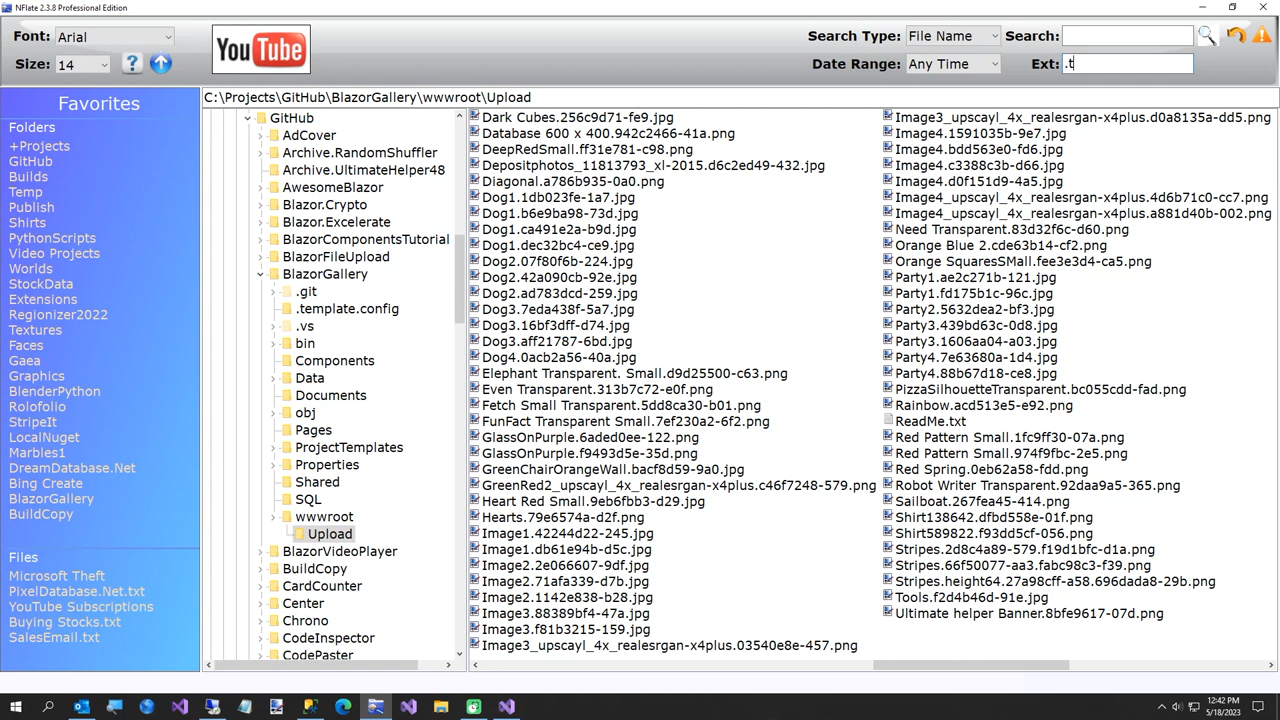 NFlate 2.3.8 Professional Edition
Font: Arial
Size: 14
You Tube
Search Type: File Name
Search:
Date Range: Any Time
Ext: .t
Favorites
Folders
+Projects
GitHub
Builds
Temp
Publish
Shirts
PythonScripts
Video Projects
Worlds
StockData
Extensions
Regionizer2022
Textures
Faces
Gaea
Graphics
BlenderPython
Rolofolio
StripeIt
LocalNuget
Marbles1
DreamDatabase.Net
Bing Create
BlazorGallery
BuildCopy
Files
Microsoft Theft
PixelDatabase.Net.txt
YouTube Subscriptions
Buying Stocks.txt
SalesEmail.txt
C:\Projects\GitHub\BlazorGallery\wwwroot\Upload
GitHub
AdCover
Archive.RandomShuffler
Archive.UltimateHelper48
AwesomeBlazor
Blazor.Crypto
Blazor.Excelerate
BlazorComponentsTutorial
BlazorFileUpload
BlazorGallery
.git
.template.config
.vs
bin
Components
Data
Documents
obj
Pages
ProjectTemplates
Properties
Shared
SQL
wwwroot
Upload
BlazorVideoPlayer
BuildCopy
CardCounter
Center
Chrono
CodeInspector
CodePaster
Dark Cubes.256c9d71-fe9.jpg
Database 600 x 400.942c2466-41a.png
DeepRedSmall.ff31e781-c98.png
Depositphotos_11813793_xl-2015.d6c2ed49-432.jpg
Diagonal.a786b935-0a0.png
Dog1.1db023fe-1a7.jpg
Dog1.b6e9ba98-73d.jpg
Dog1.ca491e2a-b9d.jpg
Dog1.dec32bc4-ce9.jpg
Dog2.07f80f6b-224.jpg
Dog2.42a090cb-92e.jpg
Dog2.ad783dcd-259.jpg
Dog3.7eda438f-5a7.jpg
Dog3.16bf3dff-d74.jpg
Dog3.aff21787-6bd.jpg
Dog4.0acb2a56-40a.jpg
Elephant Transparent. Small.d9d25500-c63.png
Even Transparent.313b7c72-e0f.png
Fetch Small Transparent.5dd8ca30-b01.png
FunFact Transparent Small.7ef230a2-6f2.png
GlassOnPurple.6aded0ee-122.png
GlassOnPurple.f9493d5e-35d.png
GreenChairOrangeWall.bacf8d59-9a0.jpg
GreenRed2_upscayl_4x_realesrgan-x4plus.c46f7248-579.png
Heart Red Small.9eb6fbb3-d29.jpg
Hearts.79e6574a-d2f.png
Image1.42244d22-245.jpg
Image1.db61e94b-d5c.jpg
Image2.2e066607-9df.jpg
Image2.71afa339-d7b.jpg
Image2.1142e838-b28.jpg
Image3.88389bf4-47a.jpg
Image3.f81b3215-159.jpg
Image3_upscayl_4x_realesrgan-x4plus.03540e8e-457.png
Image3_upscayl_4x_realesrgan-x4plus.d0a8135a-dd5.png
Image4.1591035b-9e7.jpg
Image4.bdd563e0-fd6.jpg
Image4.c3388c3b-d66.jpg
Image4.d0f151d9-4a5.jpg
Image4_upscayl_4x_realesrgan-x4plus.4d6b71c0-cc7.png
Image4_upscayl_4x_realesrgan-x4plus.a881d40b-002.png
Need Transparent.83d32f6c-d60.png
Orange Blue 2.cde63b14-cf2.png
Orange SquaresSMall.fee3e3d4-ca5.png
Party1.ae2c271b-121.jpg
Party1.fd175b1c-96c.jpg
Party2.5632dea2-bf3.jpg
Party3.439bd63c-0d8.jpg
Party3.1606aa04-a03.jpg
Party4.7e63680a-1d4.jpg
Party4.88b67d18-ce8.jpg
PizzaSilhouetteTransparent.bc055cdd-fad.png
Rainbow.acd513e5-e92.png
ReadMe.txt
Red Pattern Small.1fc9ff30-07a.png
Red Pattern Small.974f9fbc-2e5.png
Red Spring.0eb62a58-fdd.png
Robot Writer Transparent.92daa9a5-365.png
Sailboat.267fea45-414.png
Shirt138642.dfbd558e-01f.png
Shirt589822.f93dd5cf-056.png
Stripes.2d8c4a89-579.f19d1bfc-d1a.png
Stripes.66f50077-aa3.fabc98c3-f39.png
Stripes.height64.27a98cff-a58.696dada8-29b.png
Tools.f2d4b46d-91e.jpg
Ultimate helper Banner.8bfe9617-07d.png
12:42 PM
5/18/2023